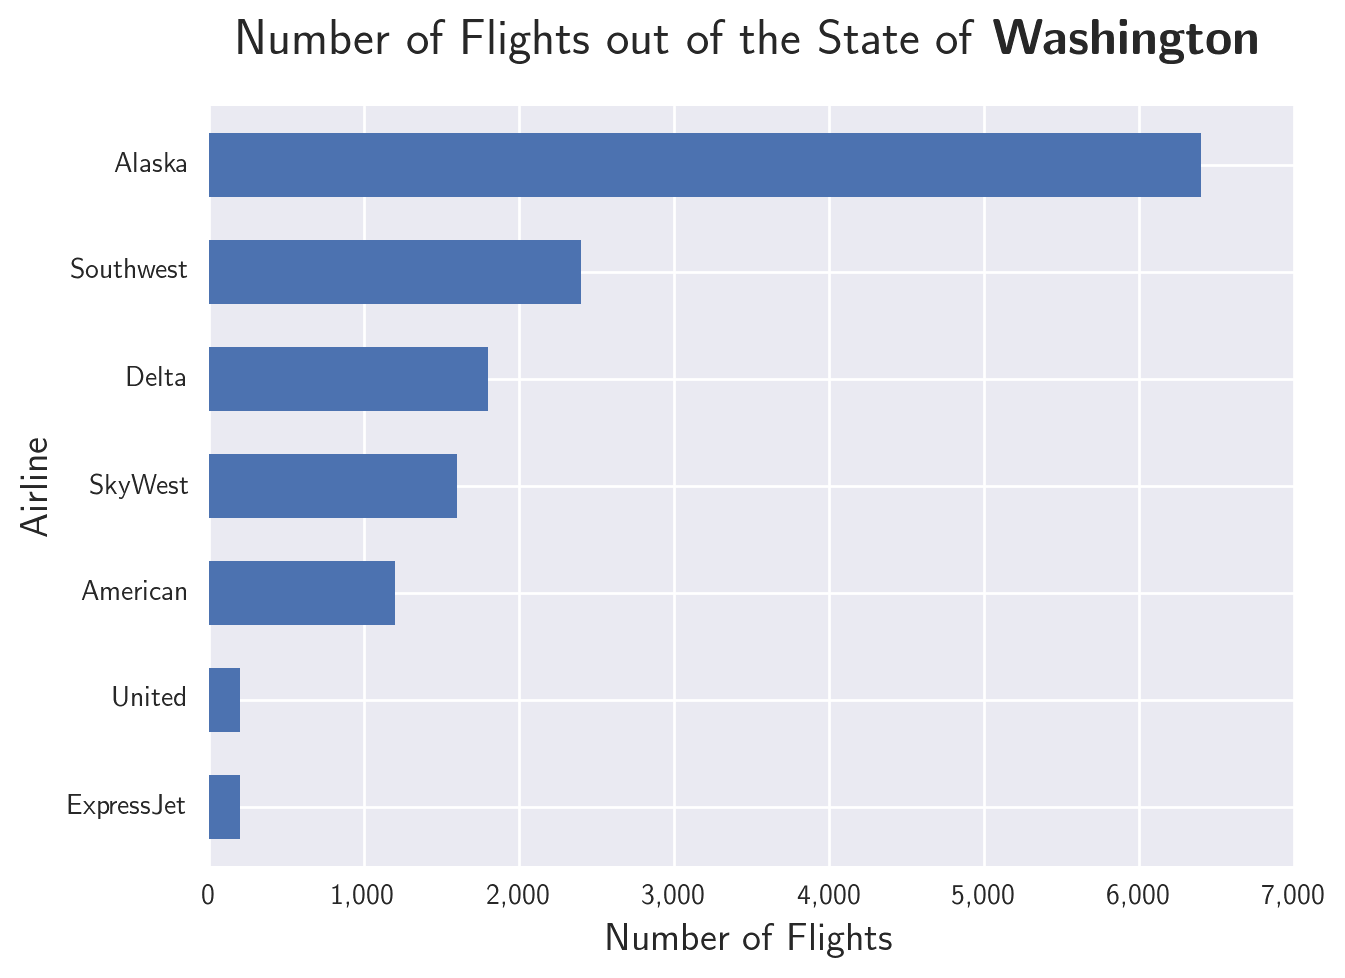 Number of Flights out of the State of Washington
Alaska
Southwest
Delta
SkyWest
American
United
ExpressJet
Airline
0 1,000 2,000 3,000 4,000 5,000 6,000 7,000
Number of Flights